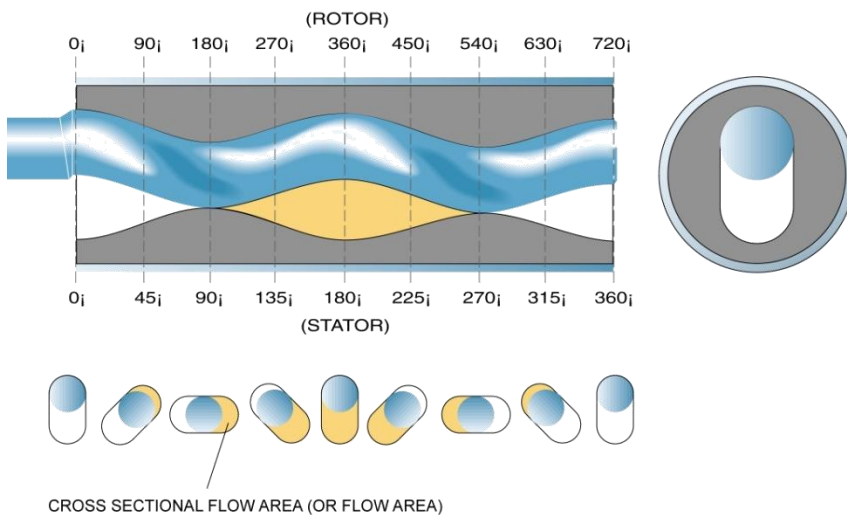 (ROTOR)
0¡ 90¡ 180¡ 270¡ 360¡ 450¡ 540¡ 630¡ 720¡
0¡ 45¡ 90¡ 135¡ 180¡ 225¡ 270¡ 315¡ 360¡
(STATOR)
CROSS SECTIONAL FLOW AREA (OR FLOW AREA)